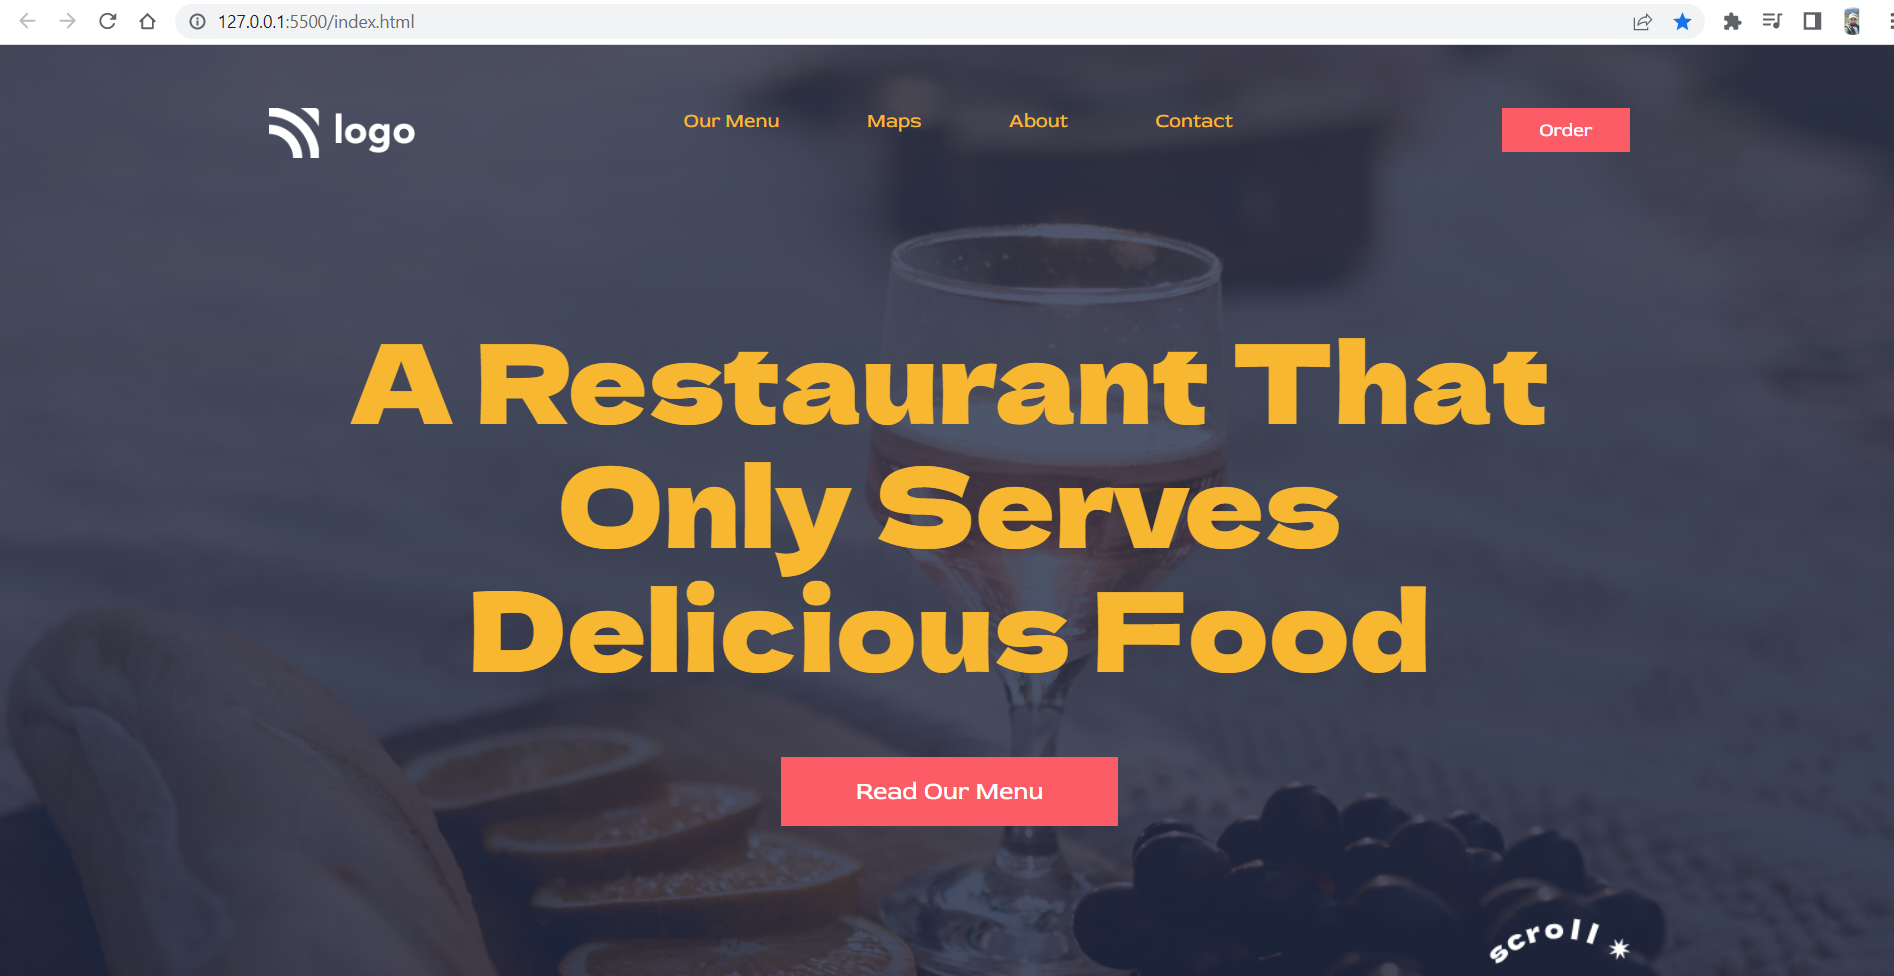 127.0.0.1:5500/index.html
logo
Our Menu Maps About Contact
Order
A Restaurant That
Only Serves
Delicious Food
Read Our Menu
scroll